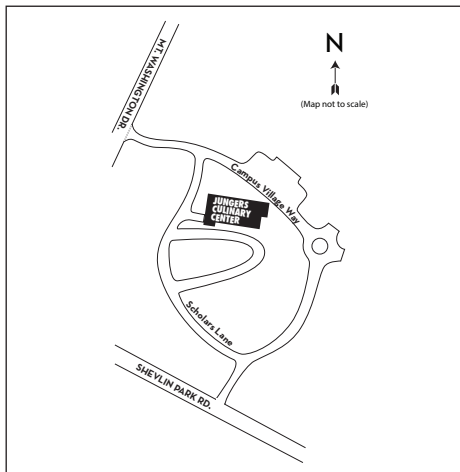 N
(Map not to scale)
MT. WASHINGTON DR.
Campus Village Way
JUNGERS
CULINARY
CENTER
Scholars Lane
SHEVLIN PARK RD.